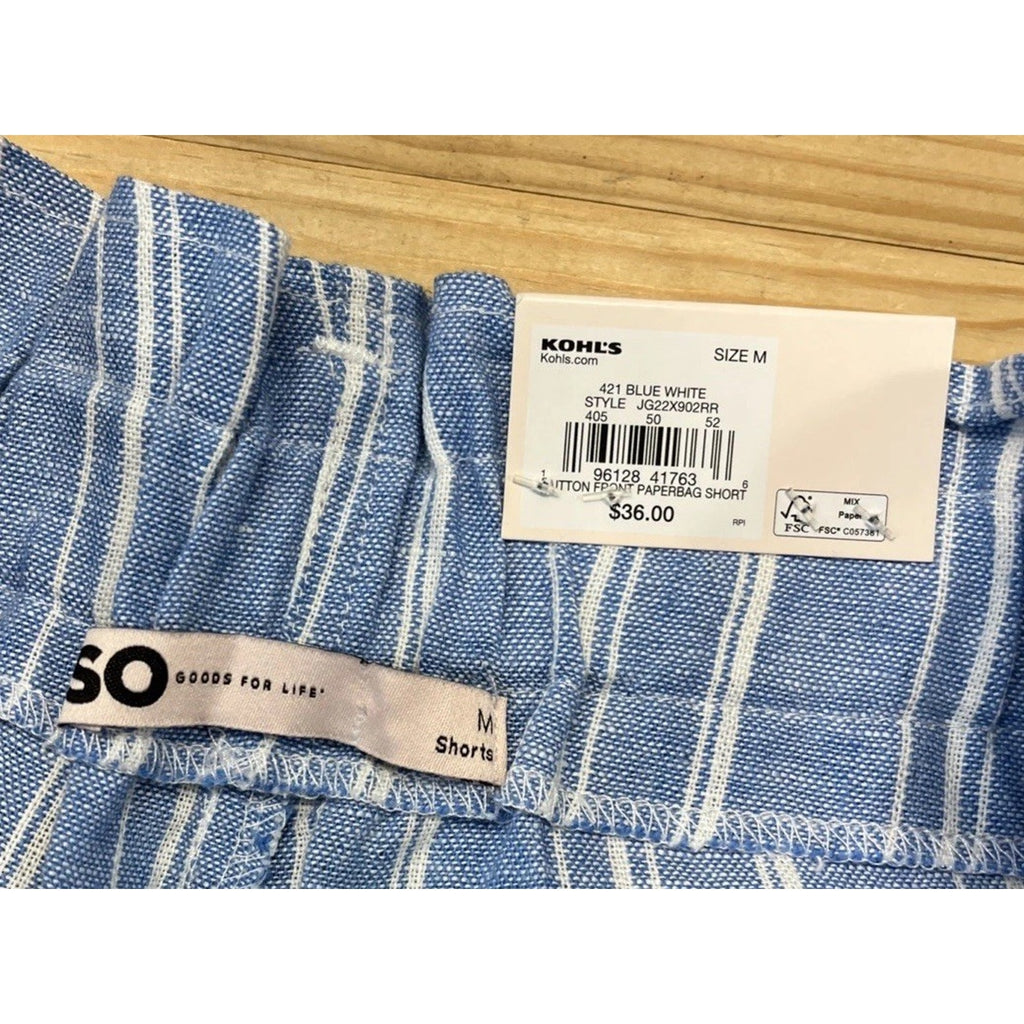 KOHL'S
Kohls.com
SIZE M
421 BLUE WHITE
STYLE JG22X902RR
405 50 52
1 96128 41763 6
BUTTON FRONT PAPERBAG SHORT
$36.00
RPI
MIX
Paper
FSC FSC® C057381
SO GOODS FOR LIFE®
M
Shorts